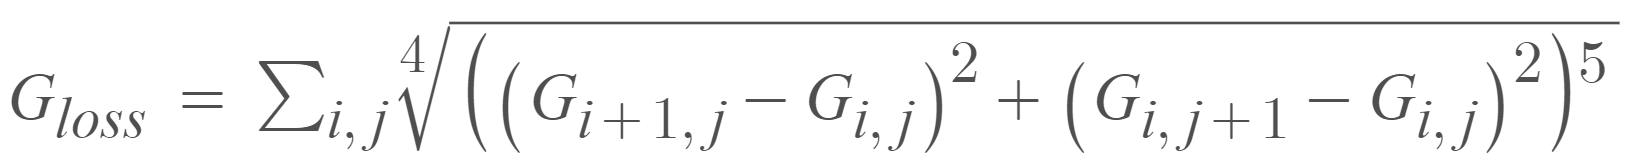 G_{loss} = \sum_{i,j} \sqrt[4]{\left( \left( G_{i+1,j} - G_{i,j} \right)^2 + \left( G_{i,j+1} - G_{i,j} \right)^2 \right)^5}